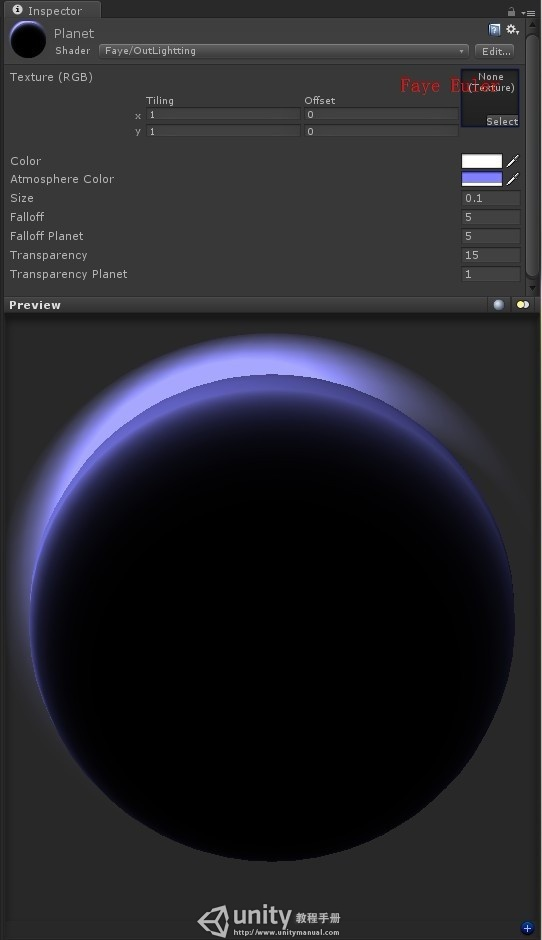 Inspector
Planet
Shader Faye/OutLightting Edit...
Texture (RGB)
None
(Texture)
Faye Euler
Tiling Offset
x 1 0
y 1 0
Select
Color
Atmosphere Color
Size 0.1
Falloff 5
Falloff Planet 5
Transparency 15
Transparency Planet 1
Preview
unity 教程手册
http://www.unitymanual.com